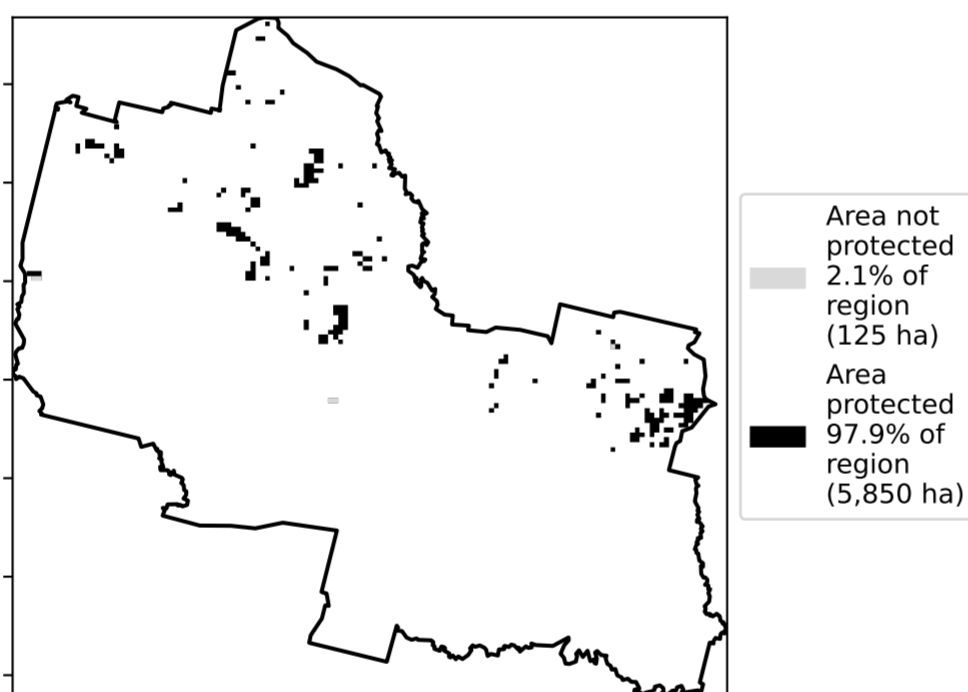 Area not
protected
2.1% of
region
(125 ha)
Area
protected
97.9% of
region
(5,850 ha)